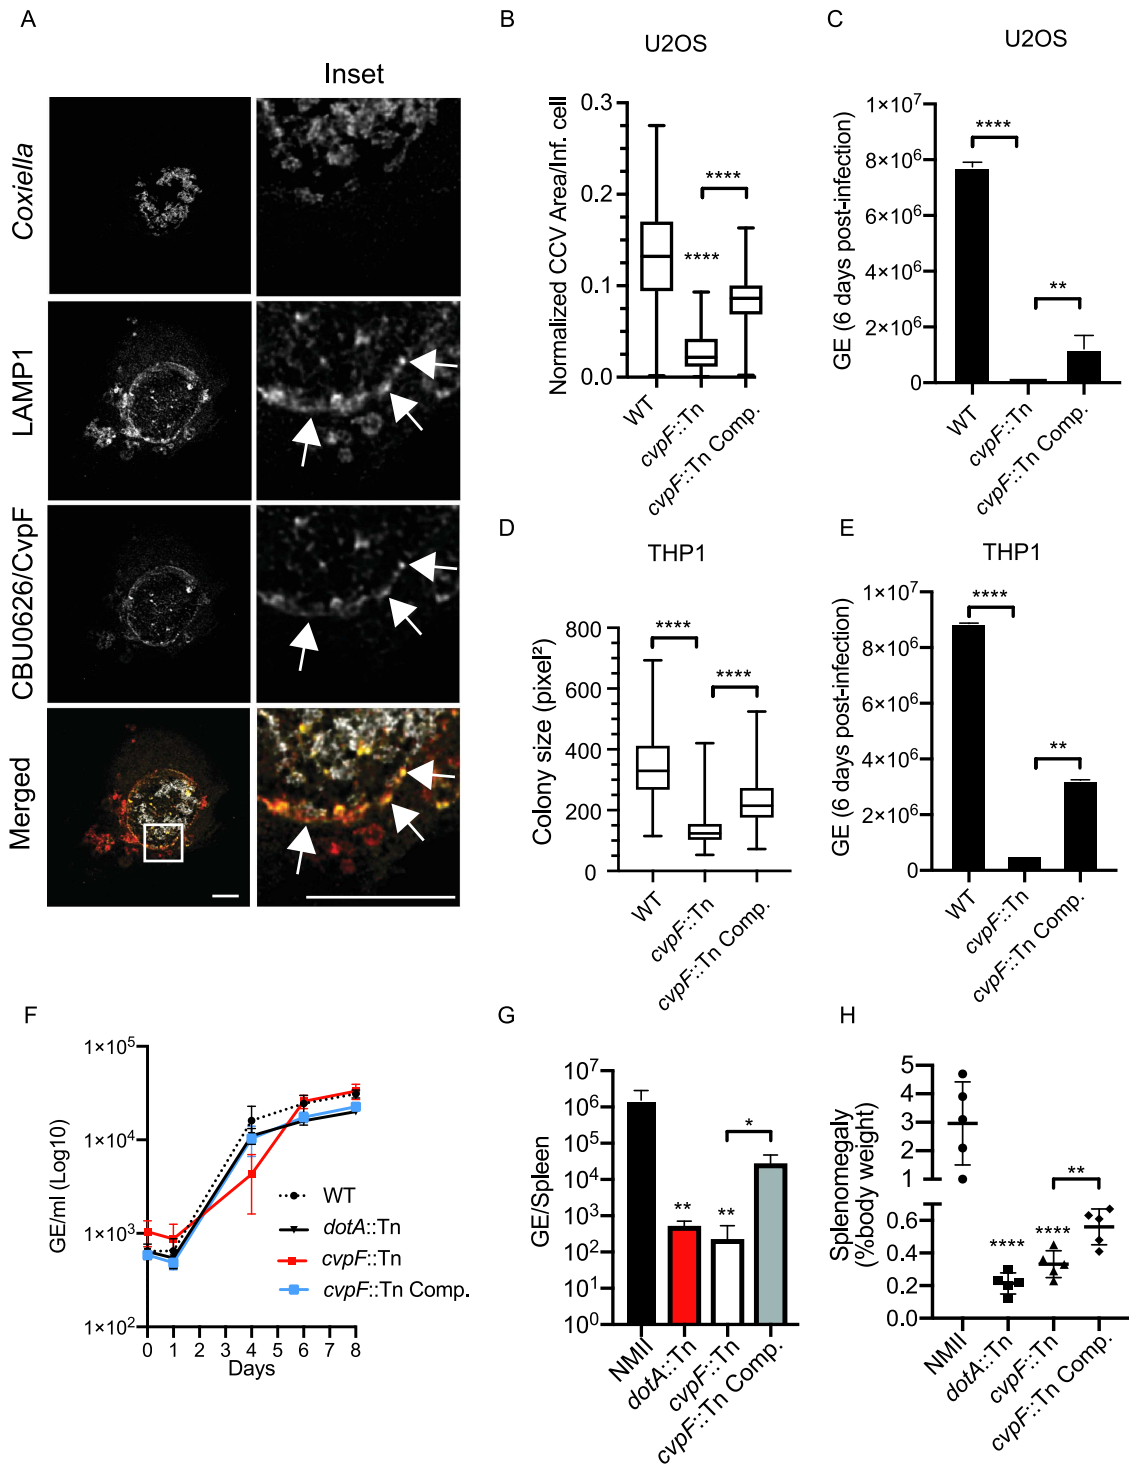 A
Inset
Coxiella
LAMP1
CBU0626/CvpF
Merged
B
U2OS
Normalized CCV Area/Inf. cell
0.3
0.2
0.1
0.0
****
****
WT
cvpF::Tn
cvpF::Tn Comp.
C
U2OS
GE (6 days post-infection)
1×10⁷
8×10⁶
6×10⁶
4×10⁶
2×10⁶
0
****
**
WT
cvpF::Tn
cvpF::Tn Comp.
D
THP1
Colony size (pixel²)
800
600
400
200
0
****
****
WT
cvpF::Tn
cvpF::Tn Comp.
E
THP1
GE (6 days post-infection)
1×10⁷
8×10⁶
6×10⁶
4×10⁶
2×10⁶
0
****
**
WT
cvpF::Tn
cvpF::Tn Comp.
F
GE/ml (Log10)
1×10⁵
1×10⁴
1×10³
1×10²
WT
dotA::Tn
cvpF::Tn
cvpF::Tn Comp.
0 1 2 3 4 5 6 7 8
Days
G
GE/Spleen
10⁷
10⁶
10⁵
10⁴
10³
10²
10¹
10⁰
**
**
*
NMII
dotA::Tn
cvpF::Tn
cvpF::Tn Comp.
H
Splenomegaly
(%body weight)
5
4
3
2
1
0.6
0.4
0.2
0.0
****
****
**
NMII
dotA::Tn
cvpF::Tn
cvpF::Tn Comp.